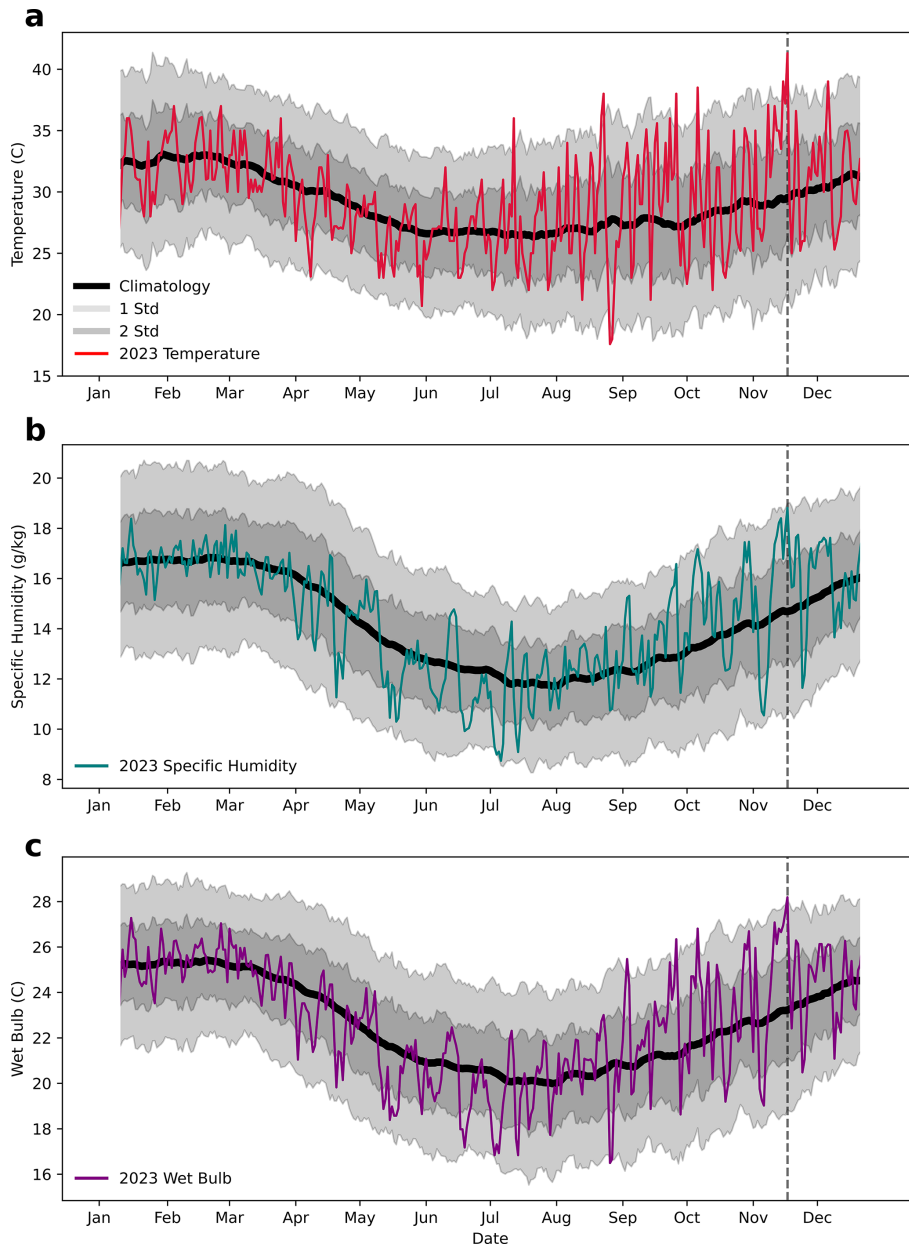 a
40
35
30
25
20
15
Temperature (C)
Climatology
1 Std
2 Std
2023 Temperature
Jan Feb Mar Apr May Jun Jul Aug Sep Oct Nov Dec
b
20
18
16
14
12
10
8
Specific Humidity (g/kg)
2023 Specific Humidity
Jan Feb Mar Apr May Jun Jul Aug Sep Oct Nov Dec
c
28
26
24
22
20
18
16
Wet Bulb (C)
2023 Wet Bulb
Jan Feb Mar Apr May Jun Jul Aug Sep Oct Nov Dec
Date